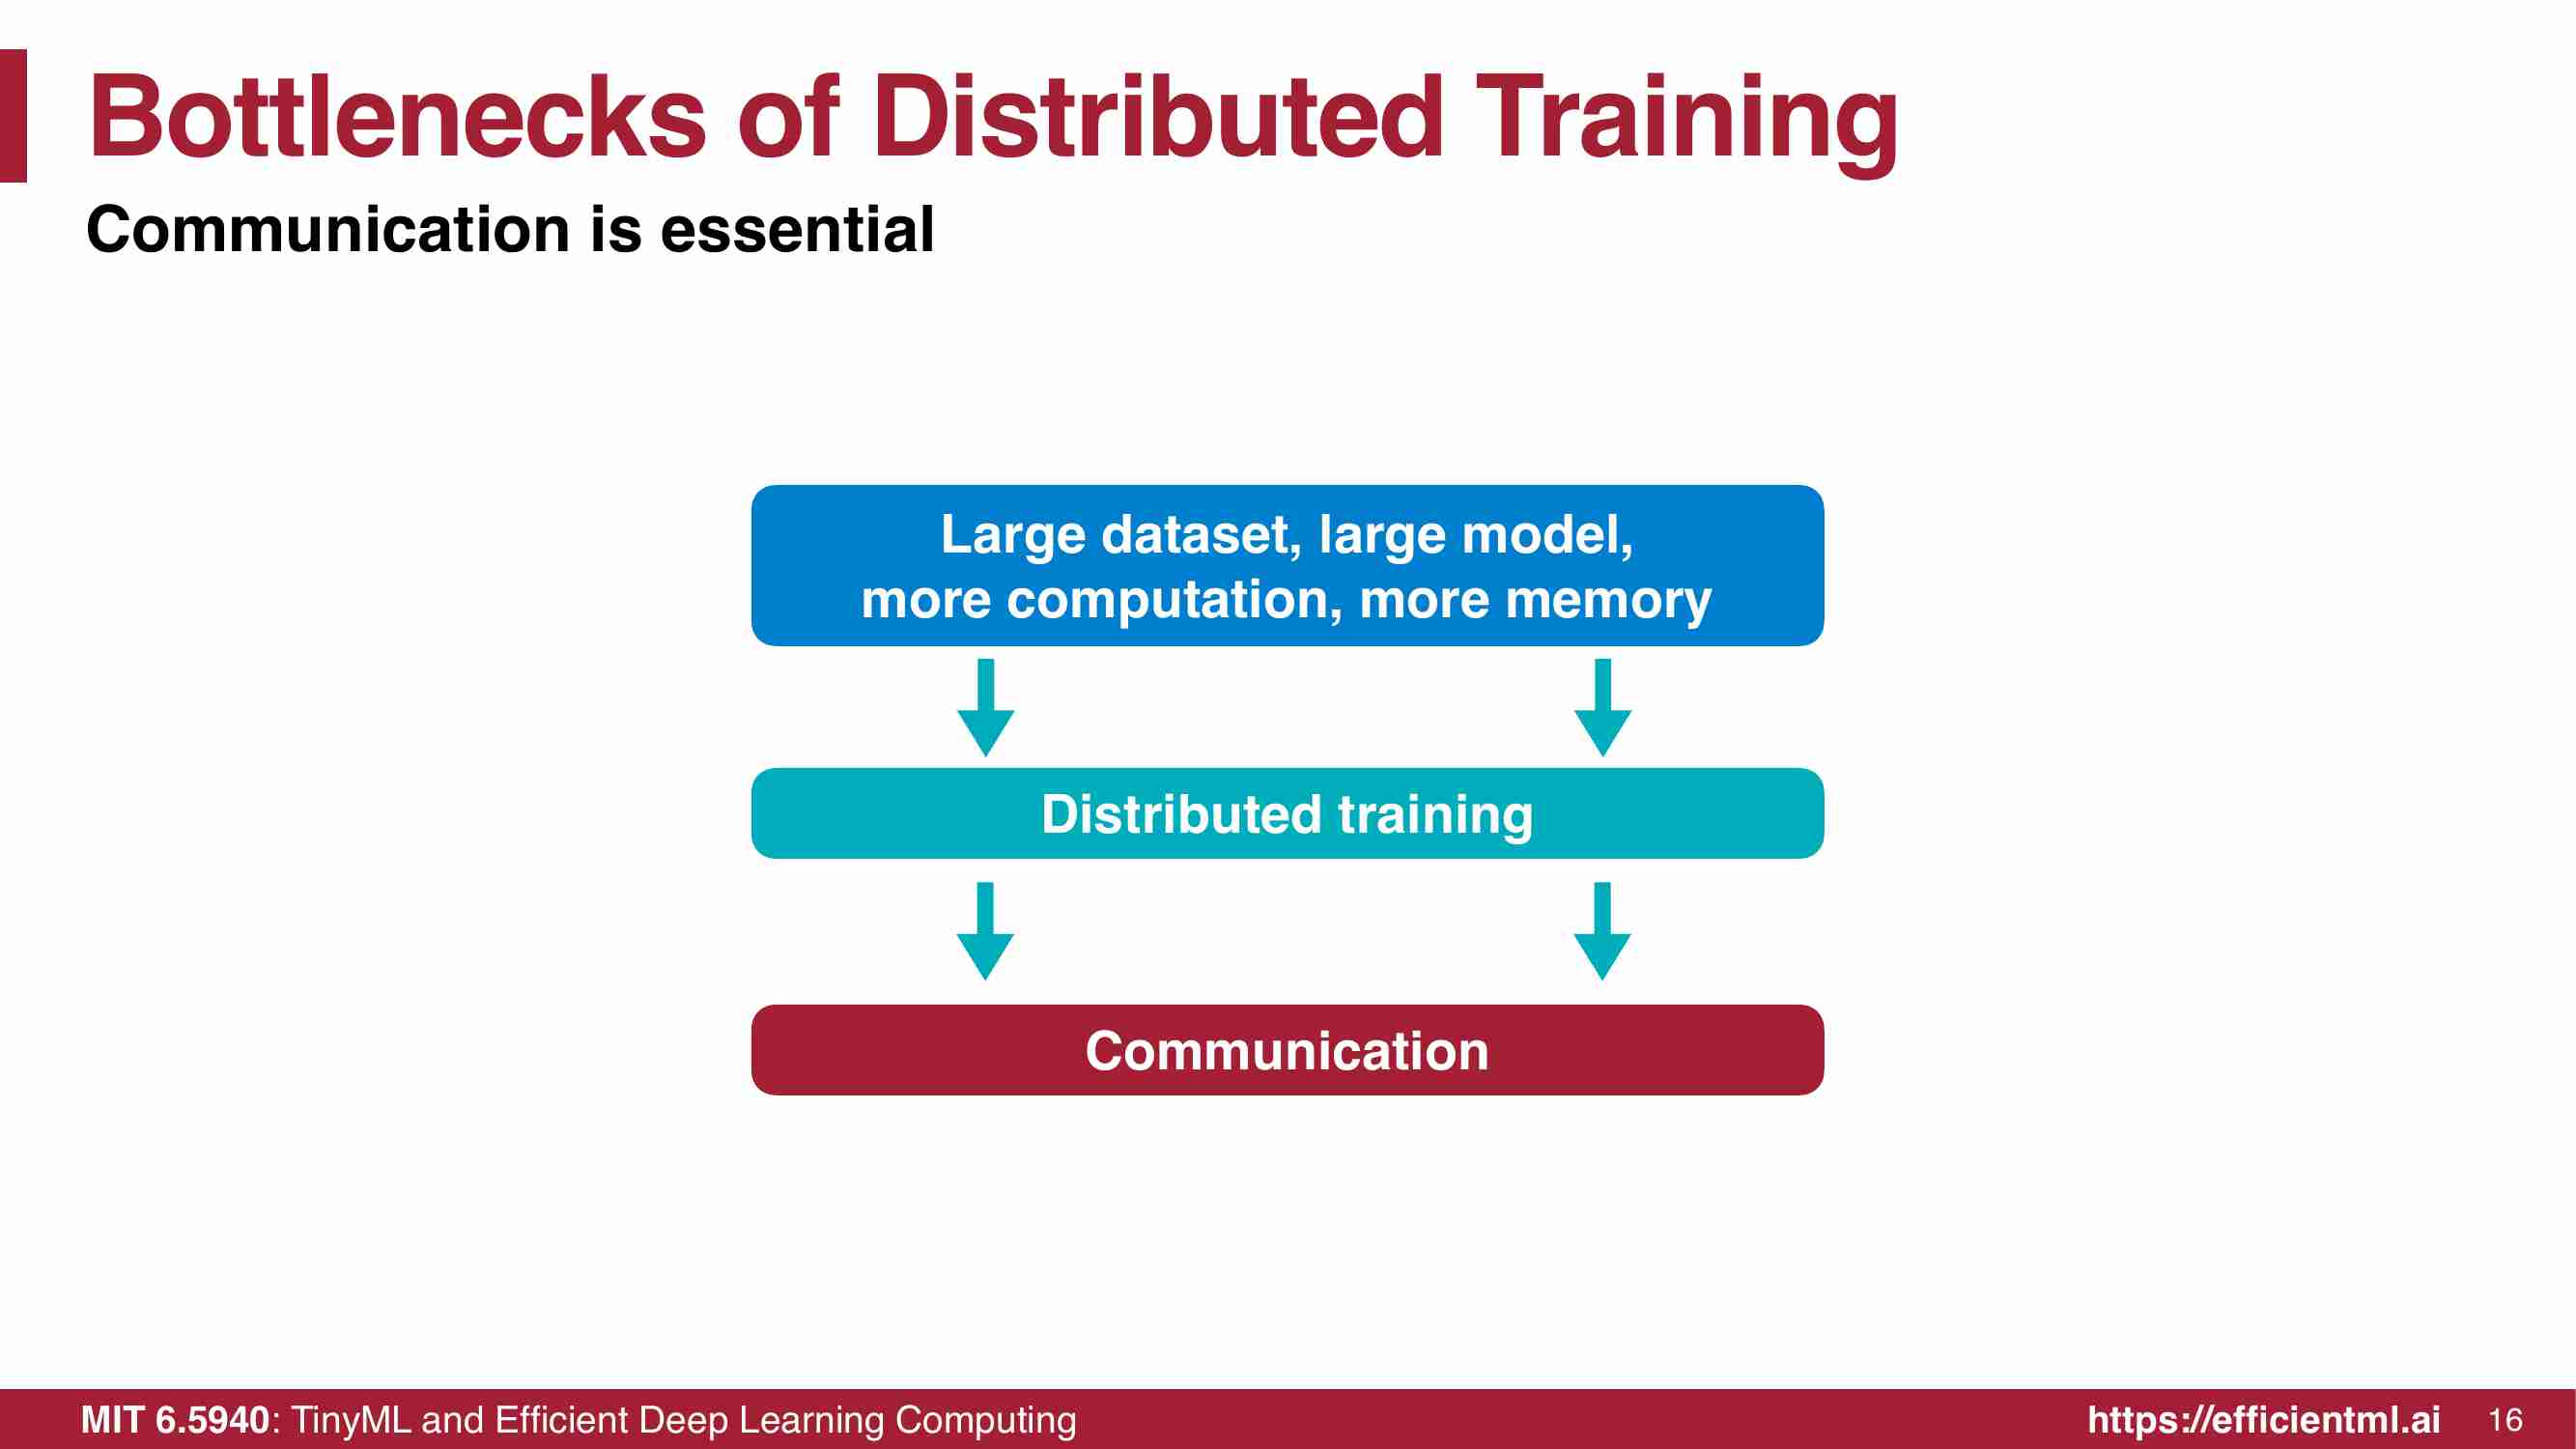 Bottlenecks of Distributed Training
Communication is essential
Large dataset, large model,
more computation, more memory
Distributed training
Communication
MIT 6.5940: TinyML and Efficient Deep Learning Computing
https://efficientml.ai 16